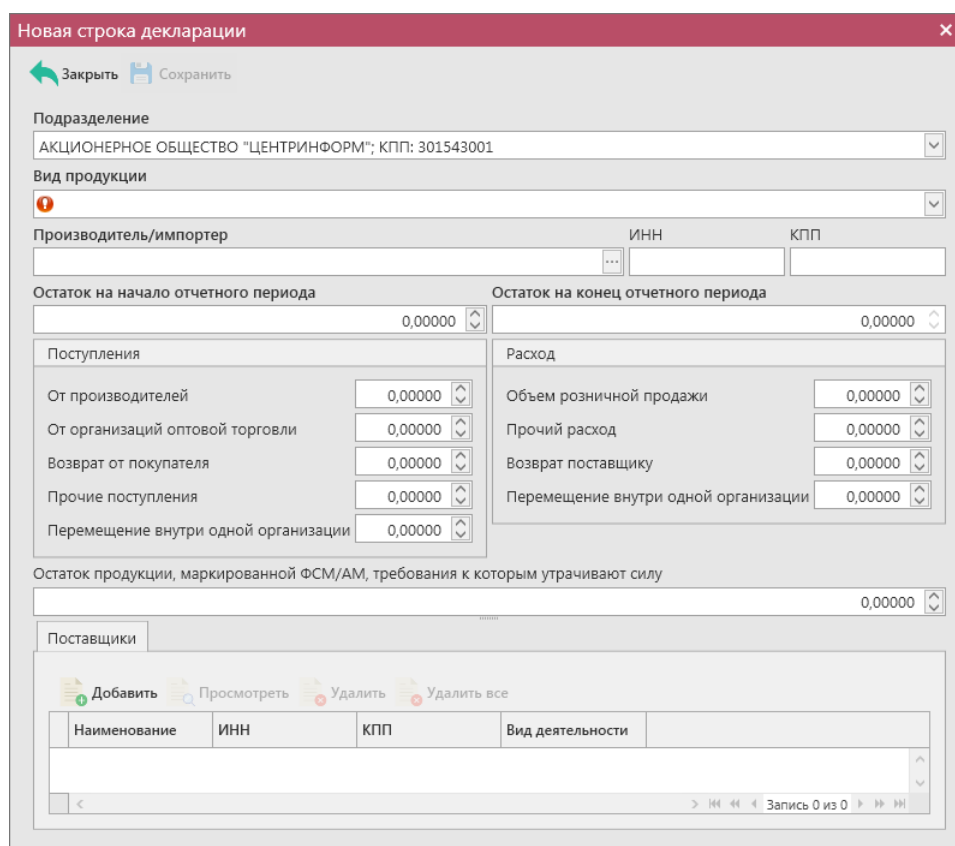 Новая строка декларации
Закрыть Сохранить
Подразделение
АКЦИОНЕРНОЕ ОБЩЕСТВО "ЦЕНТРИНФОРМ"; КПП: 301543001
Вид продукции
Производитель/импортер ИНН КПП
Остаток на начало отчетного периода Остаток на конец отчетного периода
0,00000 0,00000
Поступления Расход
От производителей 0,00000 Объем розничной продажи 0,00000
От организаций оптовой торговли 0,00000 Прочий расход 0,00000
Возврат от покупателя 0,00000 Возврат поставщику 0,00000
Прочие поступления 0,00000 Перемещение внутри одной организации 0,00000
Перемещение внутри одной организации 0,00000
Остаток продукции, маркированной ФСМ/АМ, требования к которым утрачивают силу
0,00000
Поставщики
Добавить Просмотреть Удалить Удалить все
Наименование ИНН КПП Вид деятельности
Запись 0 из 0